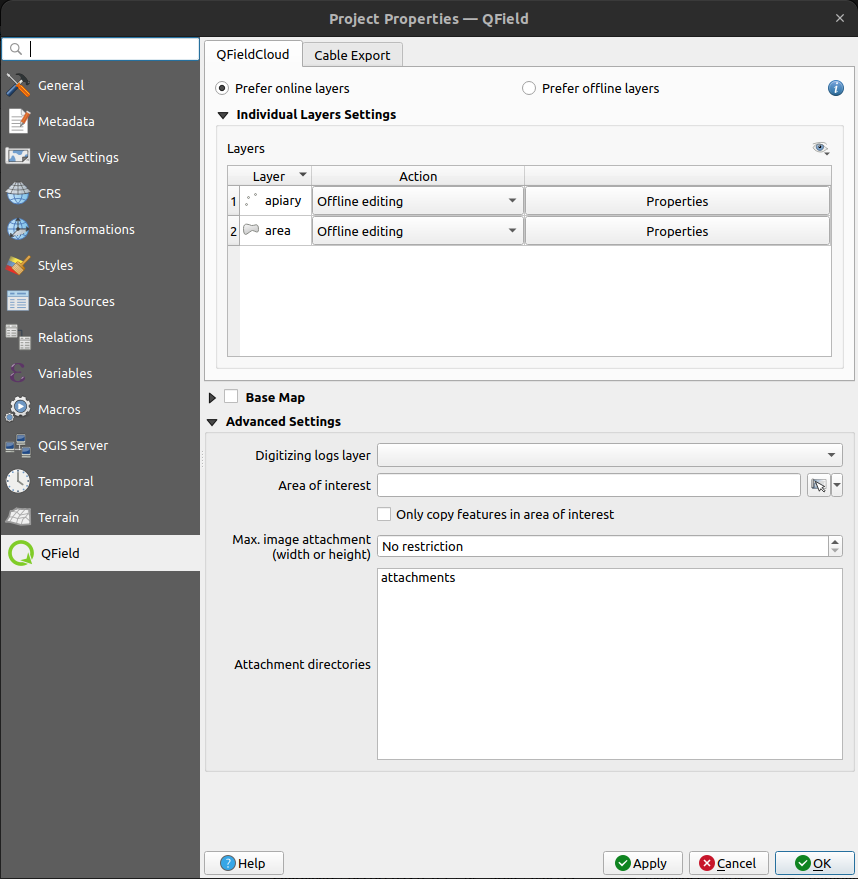 Project Properties — QField
General
Metadata
View Settings
CRS
Transformations
Styles
Data Sources
Relations
Variables
Macros
QGIS Server
Temporal
Terrain
QField
QFieldCloud
Cable Export
Prefer online layers
Prefer offline layers
Individual Layers Settings
Layers
Layer
Action
1 apiary Offline editing Properties
2 area Offline editing Properties
Base Map
Advanced Settings
Digitizing logs layer
Area of interest
Only copy features in area of interest
Max. image attachment
(width or height)
No restriction
attachments
Attachment directories
Help
Apply
Cancel
OK